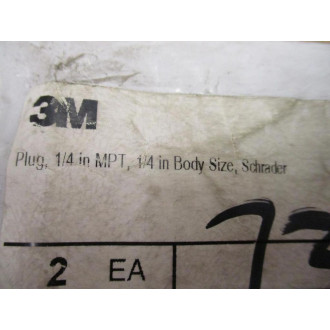 3M
Plug, 1/4 in MPT, 1/4 in Body Size, Schrader
2 EA